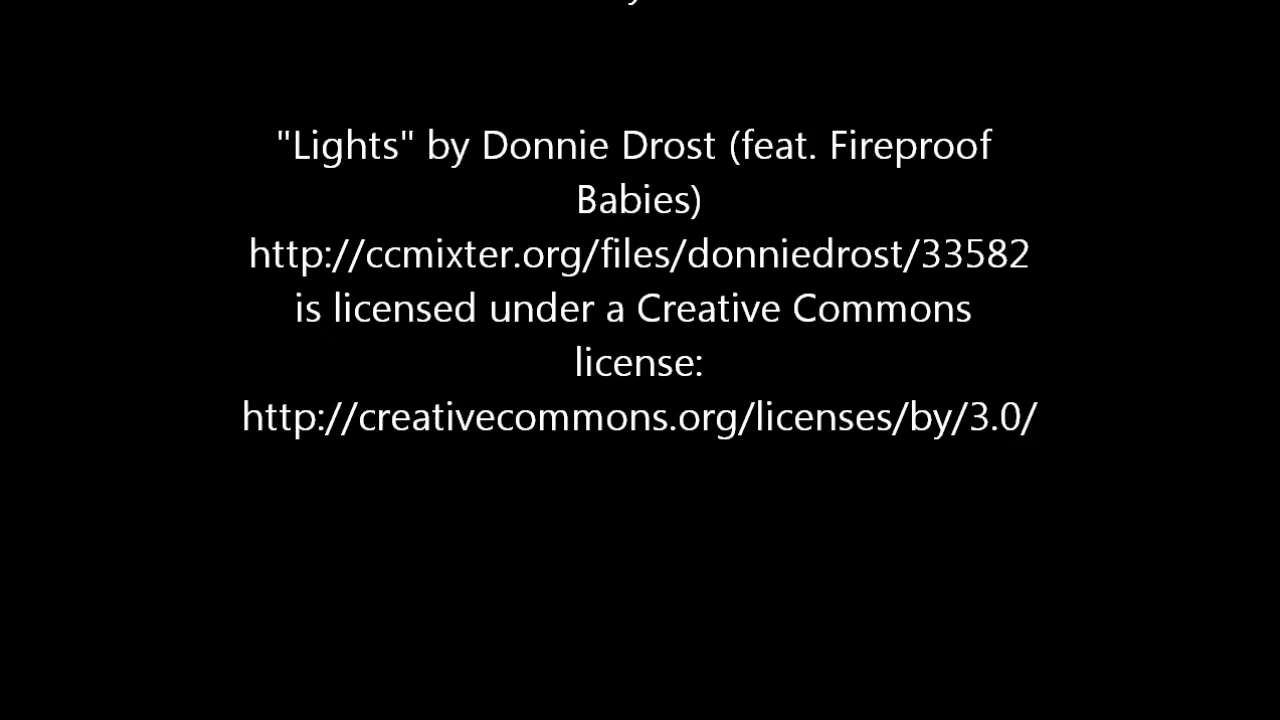 "Lights" by Donnie Drost (feat. Fireproof
Babies)
http://ccmixter.org/files/donniedrost/33582
is licensed under a Creative Commons
license:
http://creativecommons.org/licenses/by/3.0/